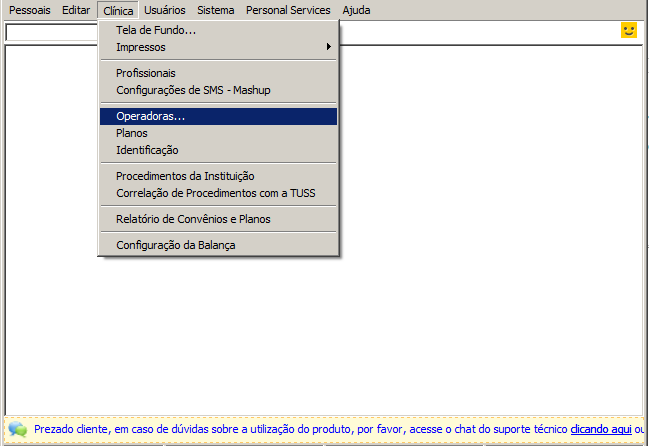 Pessoais Editar Clínica Usuários Sistema Personal Services Ajuda
Tela de Fundo...
Impressos
Profissionais
Configurações de SMS - Mashup
Operadoras...
Planos
Identificação
Procedimentos da Instituição
Correlação de Procedimentos com a TUSS
Relatório de Convênios e Planos
Configuração da Balança
Prezado cliente, em caso de dúvidas sobre a utilização do produto, por favor, acesse o chat do suporte técnico clicando aqui ou